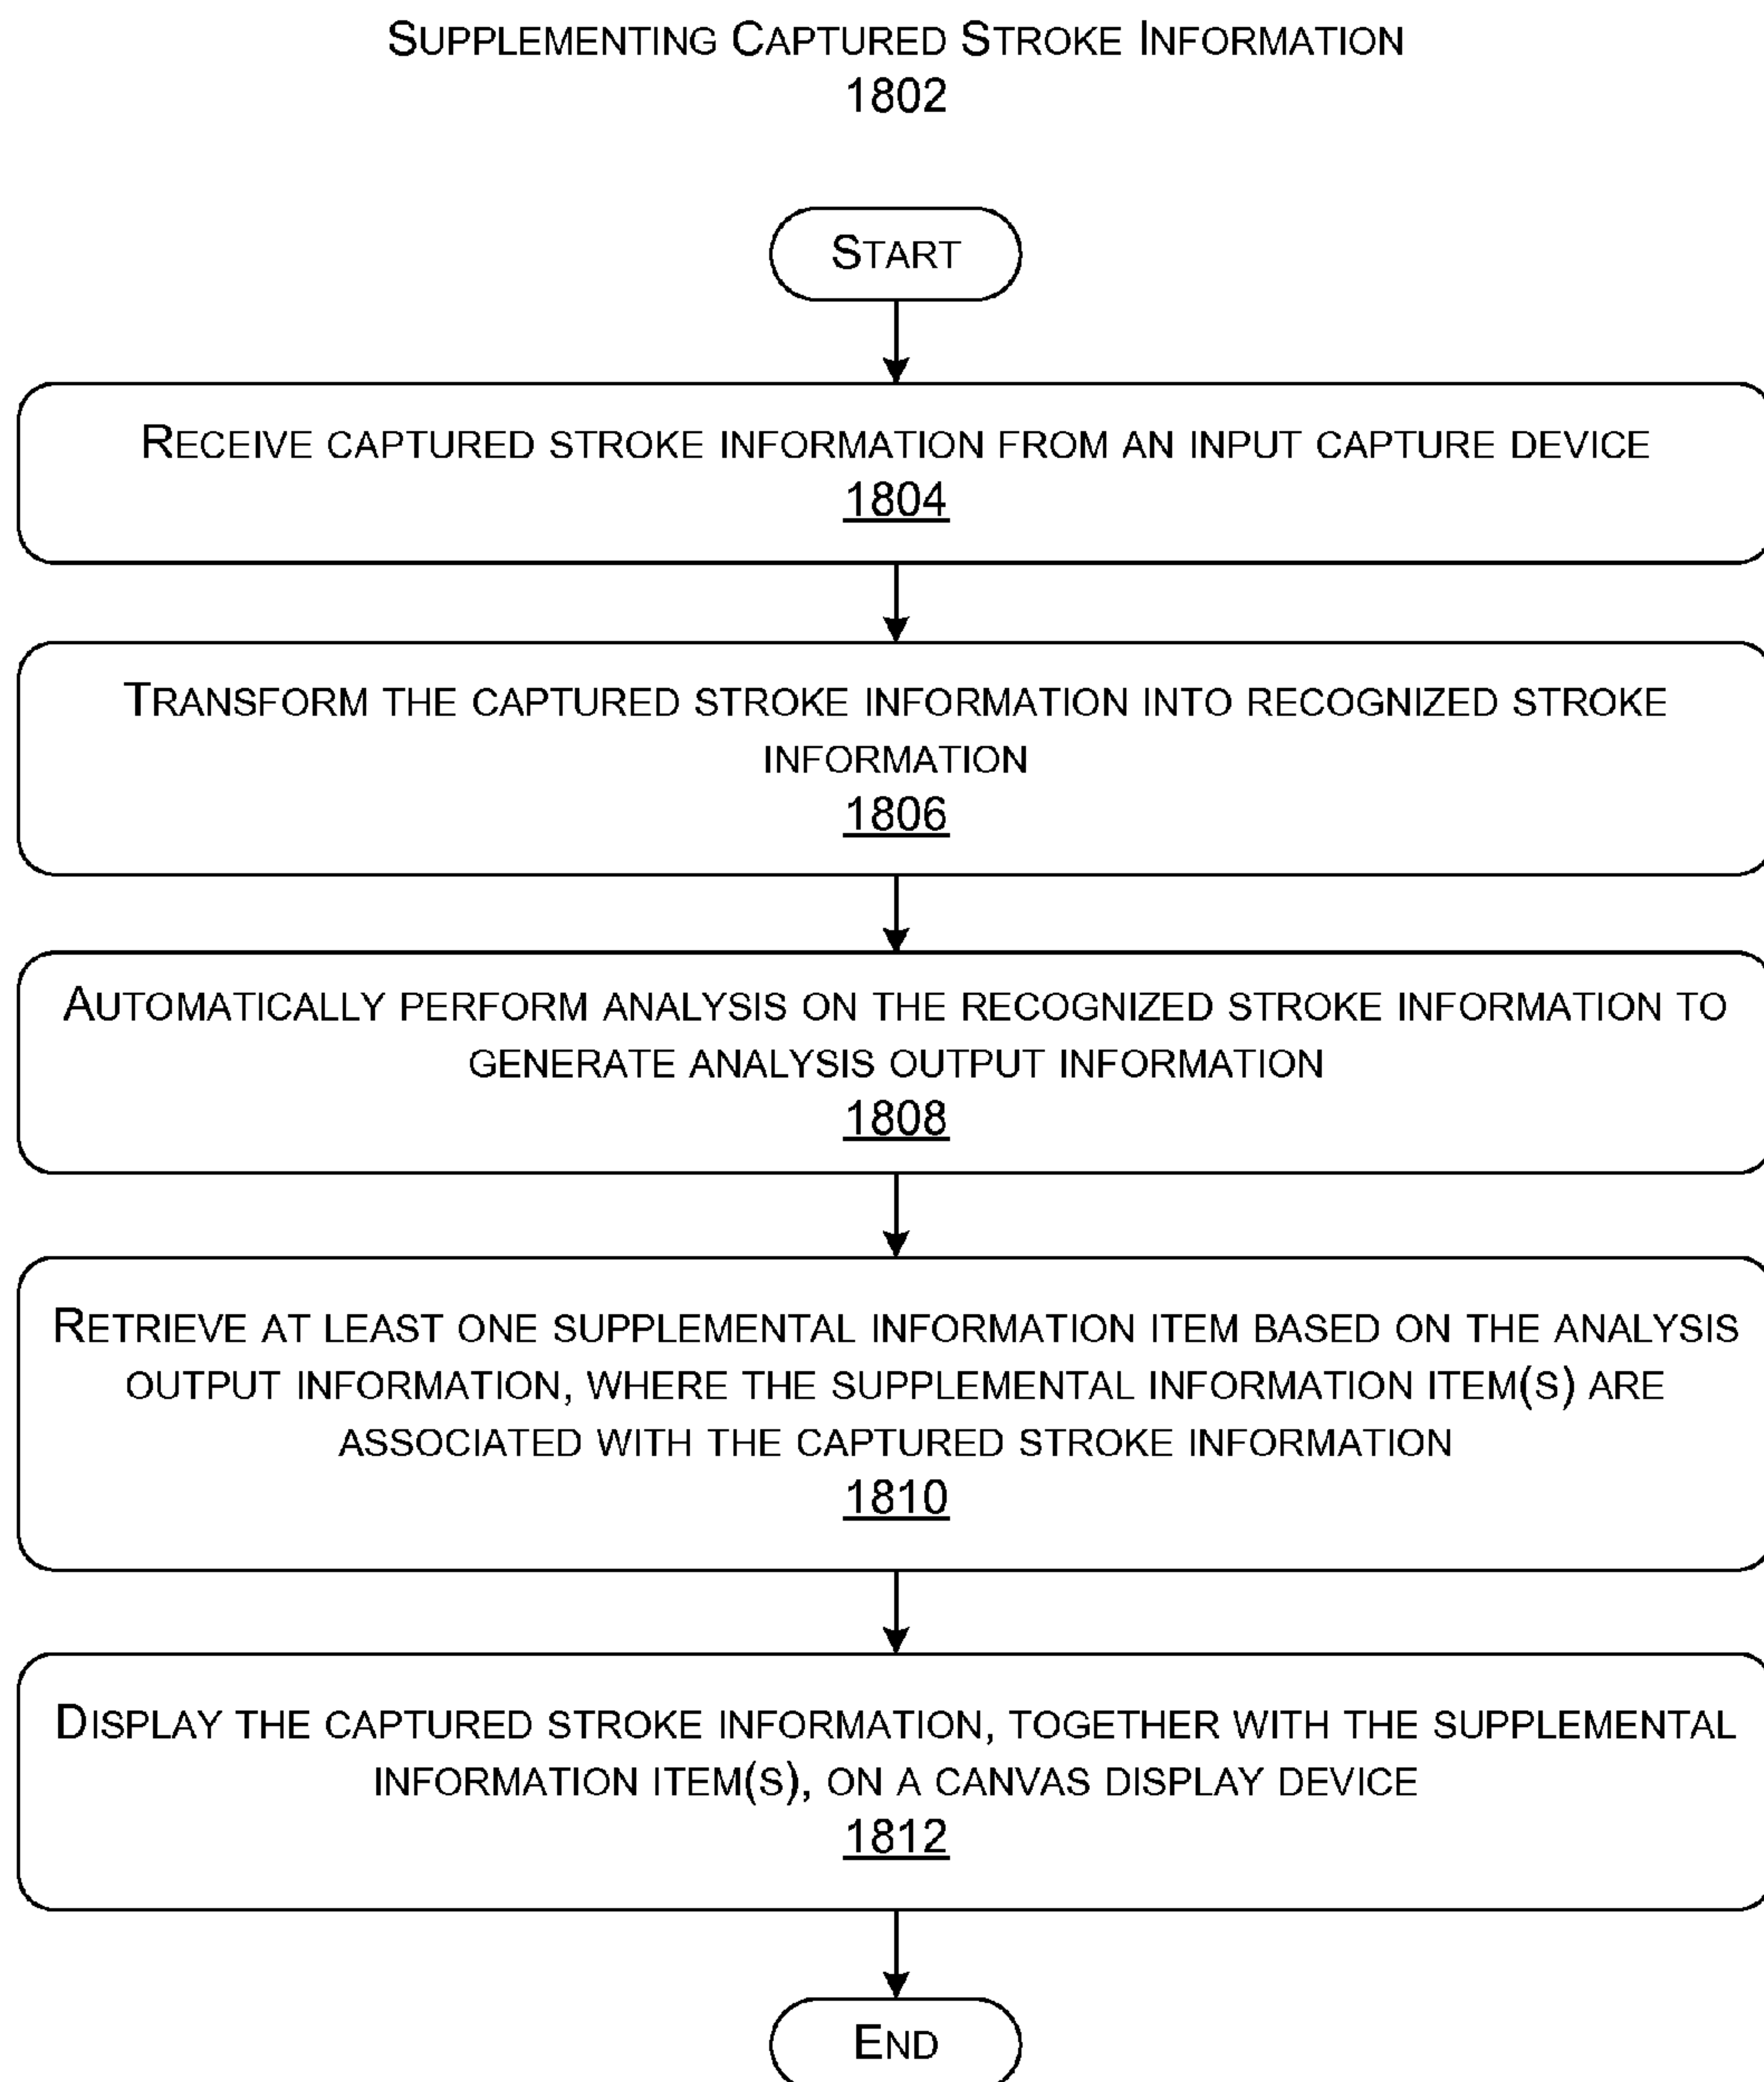 SUPPLEMENTING CAPTURED STROKE INFORMATION
1802
START
RECEIVE CAPTURED STROKE INFORMATION FROM AN INPUT CAPTURE DEVICE
1804
TRANSFORM THE CAPTURED STROKE INFORMATION INTO RECOGNIZED STROKE
INFORMATION
1806
AUTOMATICALLY PERFORM ANALYSIS ON THE RECOGNIZED STROKE INFORMATION TO
GENERATE ANALYSIS OUTPUT INFORMATION
1808
RETRIEVE AT LEAST ONE SUPPLEMENTAL INFORMATION ITEM BASED ON THE ANALYSIS
OUTPUT INFORMATION, WHERE THE SUPPLEMENTAL INFORMATION ITEM(S) ARE
ASSOCIATED WITH THE CAPTURED STROKE INFORMATION
1810
DISPLAY THE CAPTURED STROKE INFORMATION, TOGETHER WITH THE SUPPLEMENTAL
INFORMATION ITEM(S), ON A CANVAS DISPLAY DEVICE
1812
END